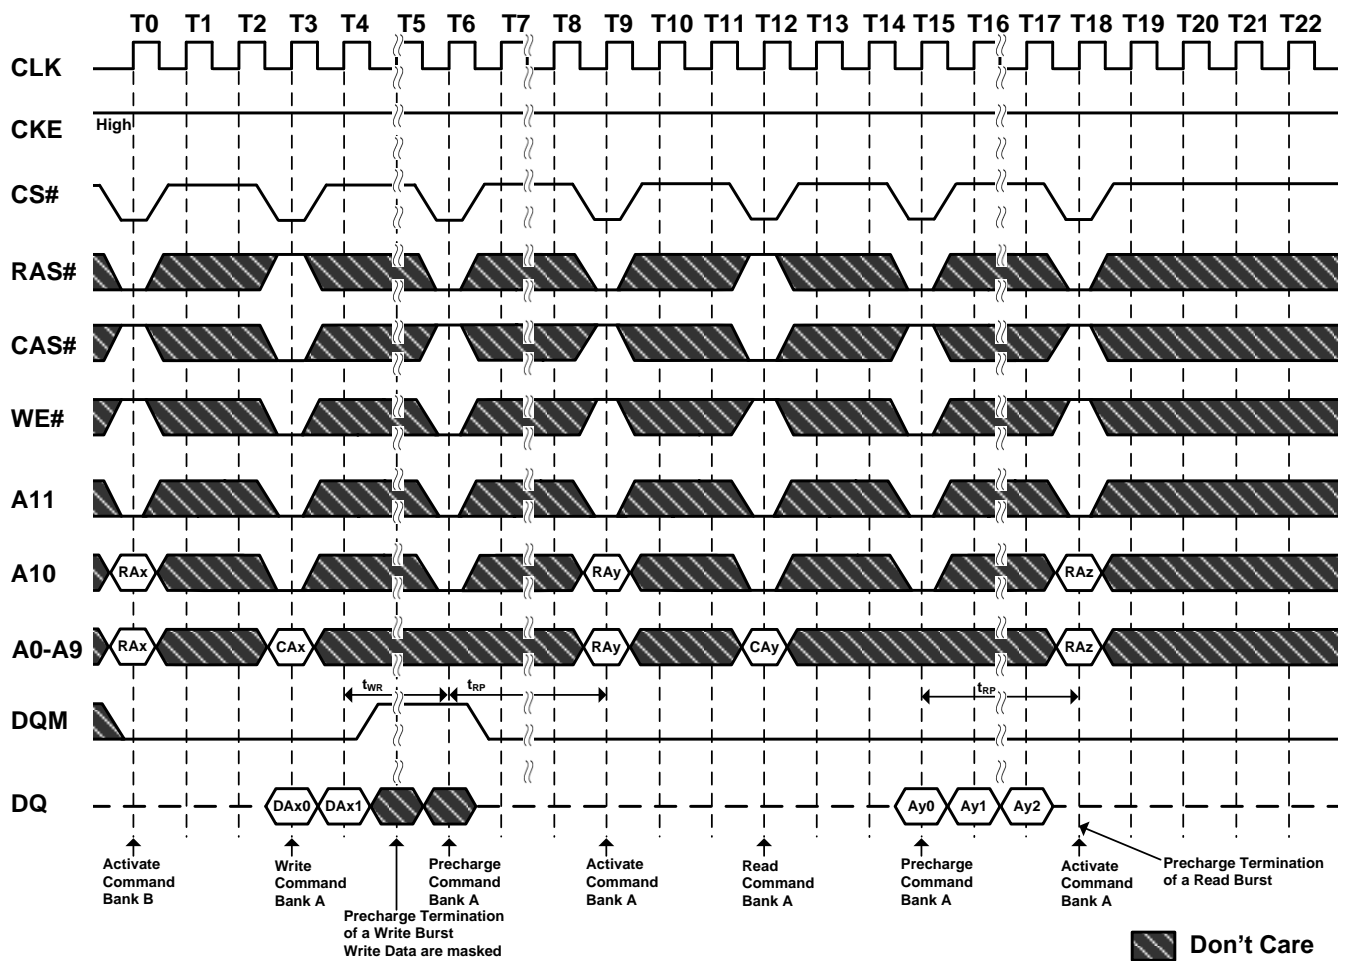 T0 T1 T2 T3 T4 T5 T6 T7 T8 T9 T10 T11 T12 T13 T14 T15 T16 T17 T18 T19 T20 T21 T22
CLK
CKE
High
CS#
RAS#
CAS#
WE#
A11
A10
RAx RAy RAz
A0-A9
RAx CAx RAy CAy RAz
tWR tRP tRP
DQM
DQ
DAx0 DAx1 Ay0 Ay1 Ay2
Activate
Command
Bank B
Write
Command
Bank A
Precharge Termination
of a Write Burst
Write Data are masked
Precharge
Command
Bank A
Activate
Command
Bank A
Read
Command
Bank A
Precharge
Command
Bank A
Activate
Command
Bank A
Precharge Termination
of a Read Burst
Don't Care